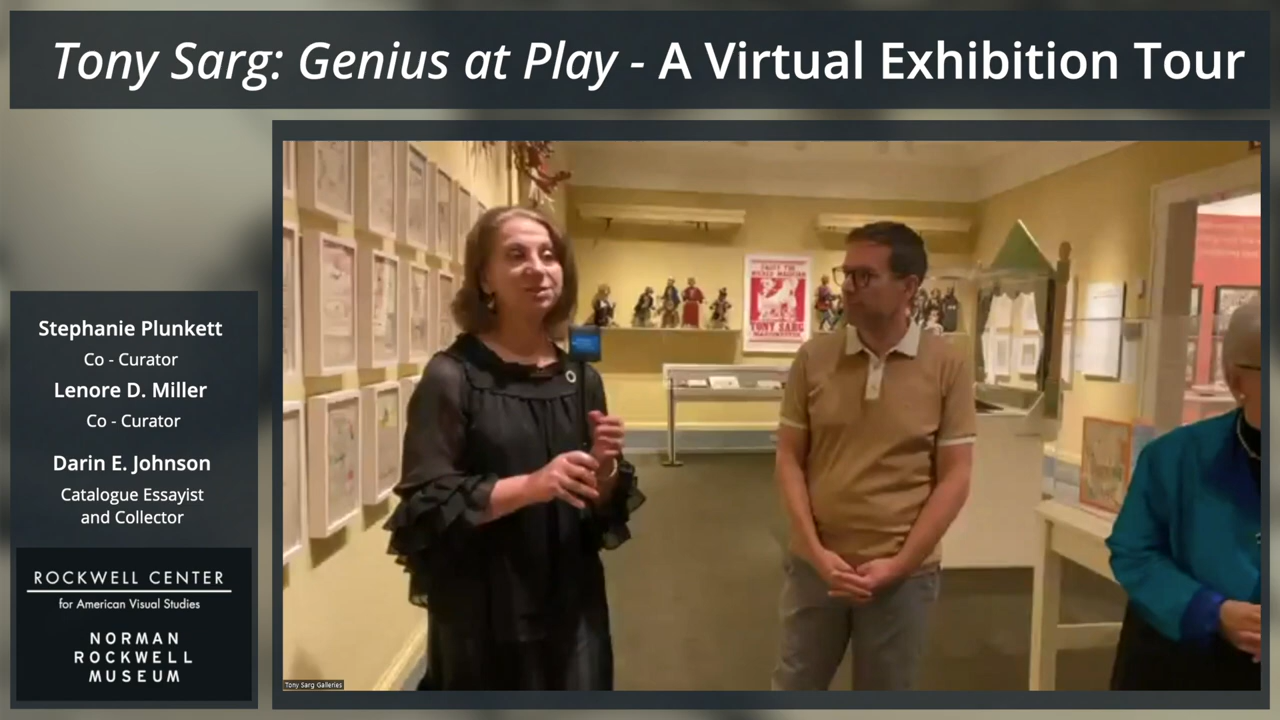 Tony Sarg: Genius at Play - A Virtual Exhibition Tour
Stephanie Plunkett
Co - Curator
Lenore D. Miller
Co - Curator
Darin E. Johnson
Catalogue Essayist
and Collector
ROCKWELL CENTER
for American Visual Studies
NORMAN
ROCKWELL
MUSEUM
TONY SARG
Tony Sarg Galleries